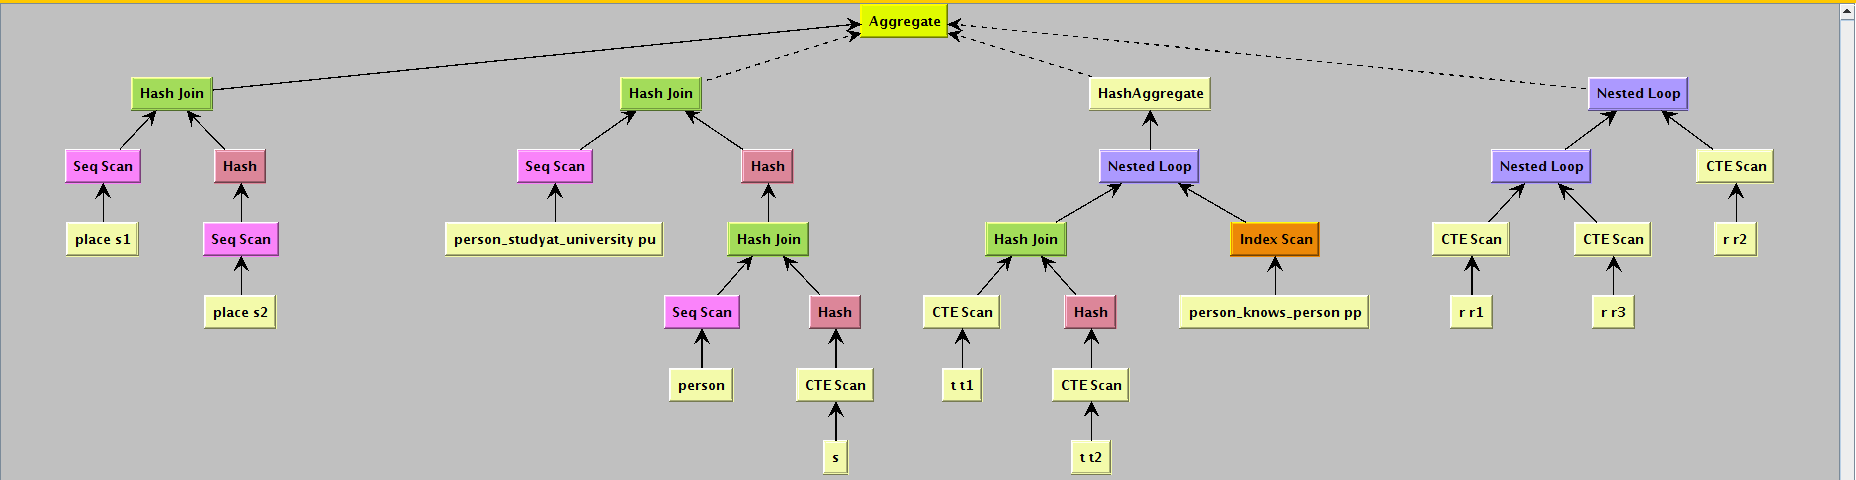 Aggregate
Hash Join
Hash Join
HashAggregate
Nested Loop
Seq Scan
Hash
Seq Scan
Hash
Nested Loop
Nested Loop
CTE Scan
place s1
Seq Scan
person_studyat_university pu
Hash Join
Hash Join
Index Scan
CTE Scan
CTE Scan
r r2
place s2
Seq Scan
Hash
CTE Scan
Hash
person_knows_person pp
r r1
r r3
person
CTE Scan
t t1
CTE Scan
s
t t2